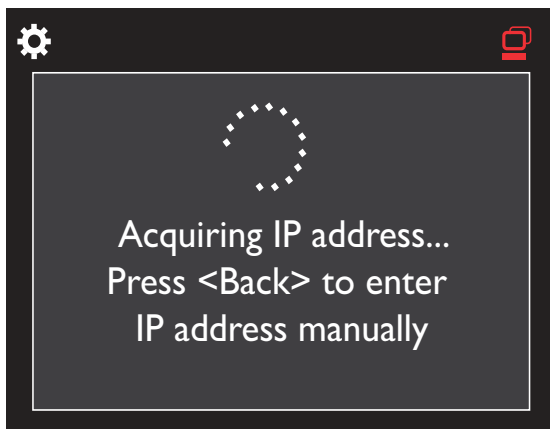 Acquiring IP address...
Press <Back> to enter
IP address manually